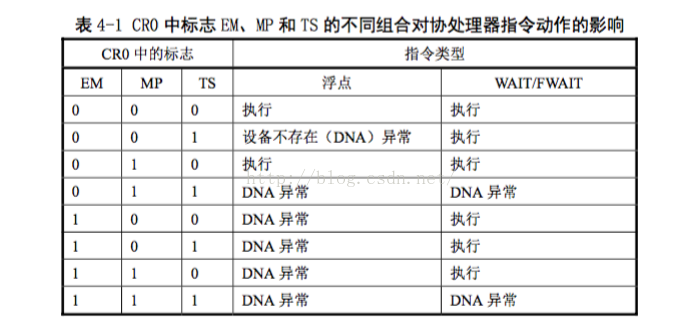 表 4-1 CR0 中标志 EM、MP 和 TS 的不同组合对协处理器指令动作的影响
CR0 中的标志 指令类型
EM MP TS 浮点 WAIT/FWAIT
0 0 0 执行 执行
0 0 1 设备不存在（DNA）异常 执行
0 1 0 执行 执行
http://blog.csdn.net/
0 1 1 DNA 异常 DNA 异常
1 0 0 DNA 异常 执行
1 0 1 DNA 异常 执行
1 1 0 DNA 异常 执行
1 1 1 DNA 异常 DNA 异常